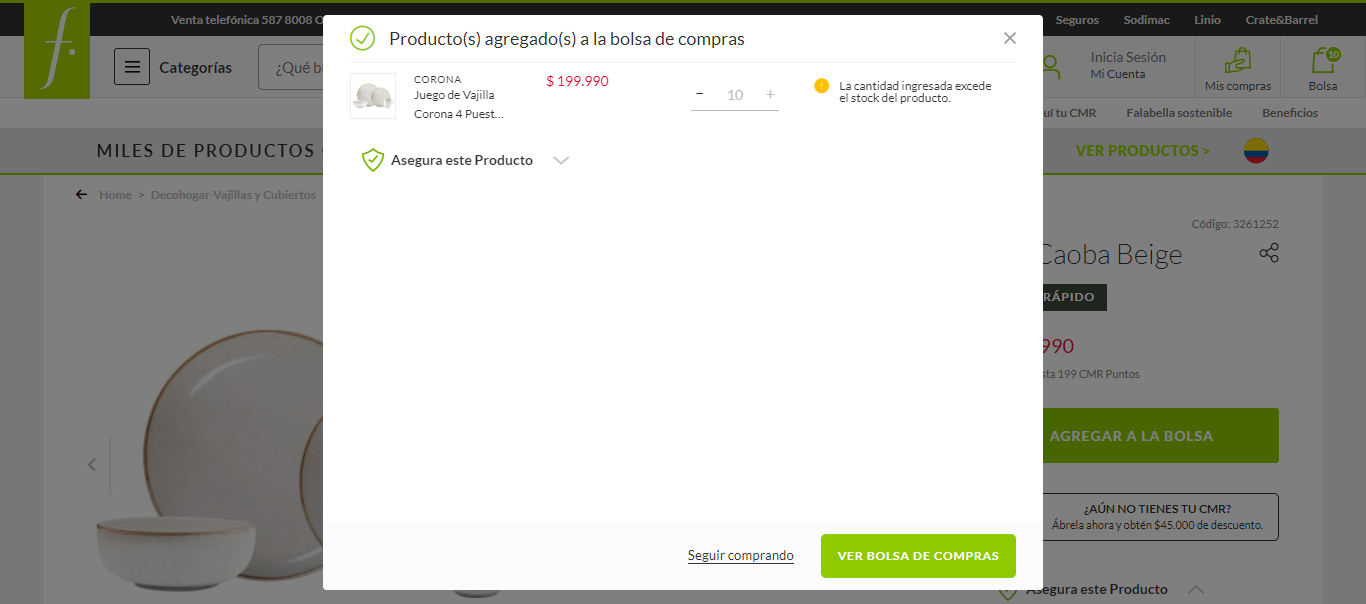 Venta telefónica 587 8008
Seguros Sodimac Linio Crate&Barrel
f.
Categorías
¿Qué
Inicia Sesión
Mi Cuenta
Mis compras
10
Bolsa
tu CMR Falabella sostenible Beneficios
MILES DE PRODUCTOS
VER PRODUCTOS >
Home > Decohogar-Vajillas y Cubiertos
Producto(s) agregado(s) a la bolsa de compras
CORONA
Juego de Vajilla
Corona 4 Puest...
$ 199.990
− 10 +
La cantidad ingresada excede
el stock del producto.
Asegura este Producto
Seguir comprando
VER BOLSA DE COMPRAS
Código: 3261252
Caoba Beige
RÁPIDO
990
199 CMR Puntos
AGREGAR A LA BOLSA
¿AÚN NO TIENES TU CMR?
Ábrela ahora y obtén $45.000 de descuento.
Asegura este Producto